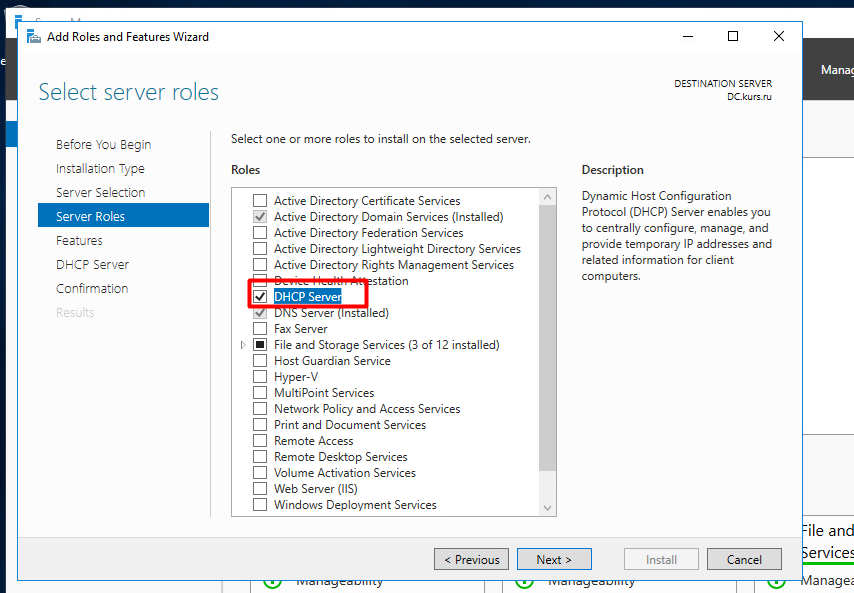 Add Roles and Features Wizard
Manag
Select server roles
DESTINATION SERVER
DC.kurs.ru
Before You Begin
Installation Type
Server Selection
Server Roles
Features
DHCP Server
Confirmation
Results
Select one or more roles to install on the selected server.
Roles
Active Directory Certificate Services
Active Directory Domain Services (Installed)
Active Directory Federation Services
Active Directory Lightweight Directory Services
Active Directory Rights Management Services
Device Health Attestation
DHCP Server
DNS Server (Installed)
Fax Server
File and Storage Services (3 of 12 installed)
Host Guardian Service
Hyper-V
MultiPoint Services
Network Policy and Access Services
Print and Document Services
Remote Access
Remote Desktop Services
Volume Activation Services
Web Server (IIS)
Windows Deployment Services
Description
Dynamic Host Configuration
Protocol (DHCP) Server enables you
to centrally configure, manage, and
provide temporary IP addresses and
related information for client
computers.
< Previous
Next >
Install
Cancel
File and
Services
Manageability
Manageability
Managea